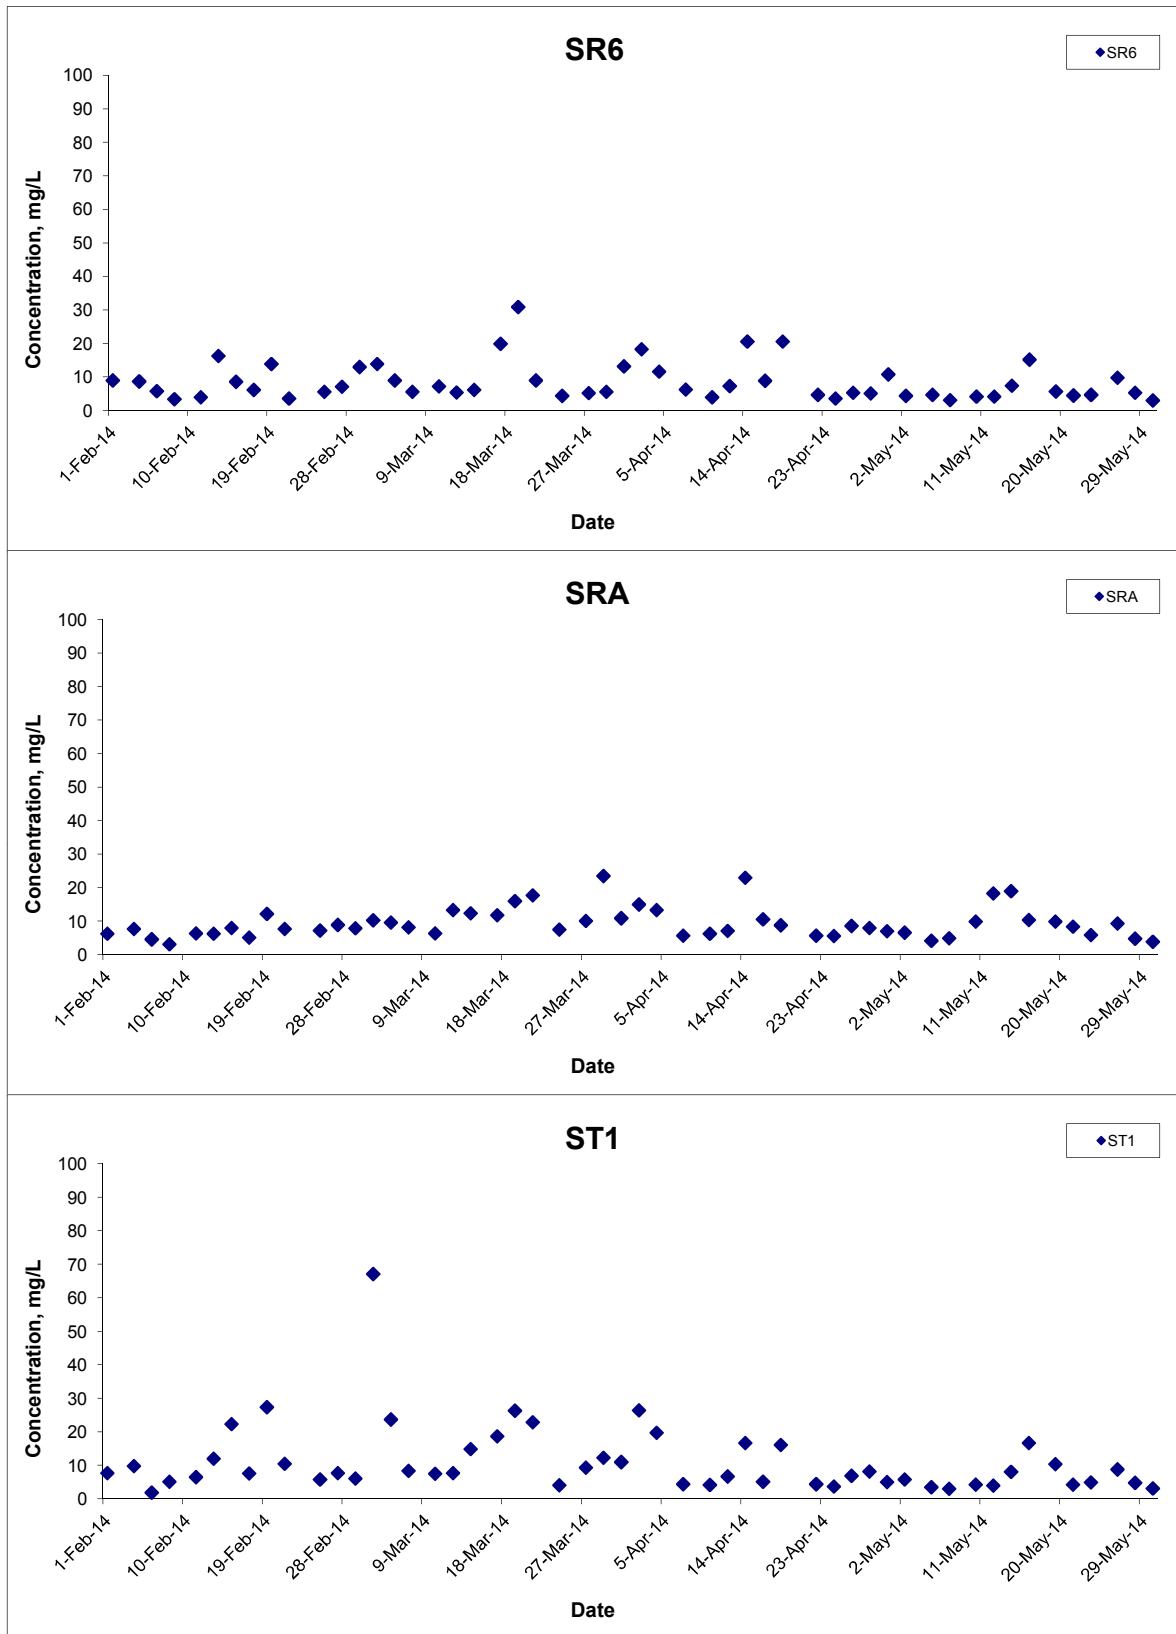 SR6
SR6
100
90
80
70
60
50
40
30
20
10
0
Concentration, mg/L
1-Feb-14
10-Feb-14
19-Feb-14
28-Feb-14
9-Mar-14
18-Mar-14
27-Mar-14
5-Apr-14
14-Apr-14
23-Apr-14
2-May-14
11-May-14
20-May-14
29-May-14
Date
SRA
SRA
100
90
80
70
60
50
40
30
20
10
0
Concentration, mg/L
1-Feb-14
10-Feb-14
19-Feb-14
28-Feb-14
9-Mar-14
18-Mar-14
27-Mar-14
5-Apr-14
14-Apr-14
23-Apr-14
2-May-14
11-May-14
20-May-14
29-May-14
Date
ST1
ST1
100
90
80
70
60
50
40
30
20
10
0
Concentration, mg/L
1-Feb-14
10-Feb-14
19-Feb-14
28-Feb-14
9-Mar-14
18-Mar-14
27-Mar-14
5-Apr-14
14-Apr-14
23-Apr-14
2-May-14
11-May-14
20-May-14
29-May-14
Date